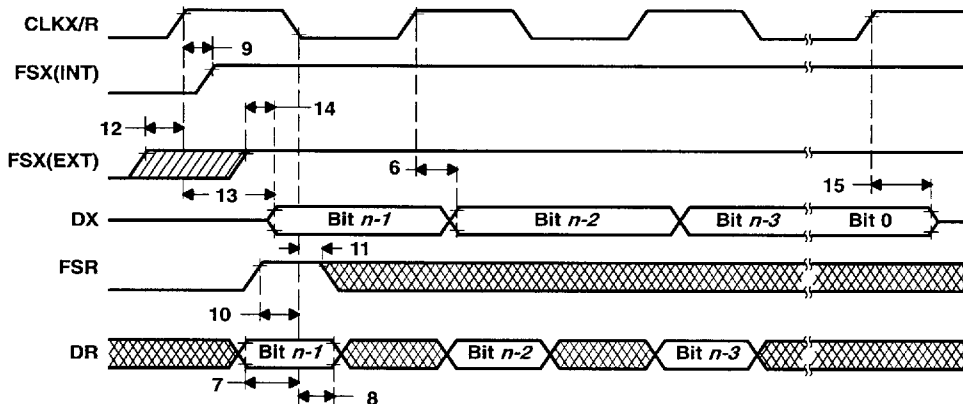 CLKX/R
9
FSX(INT)
14
12
FSX(EXT)
6
13
15
DX Bit n-1 Bit n-2 Bit n-3 Bit 0
11
FSR
10
DR Bit n-1 Bit n-2 Bit n-3
7 8